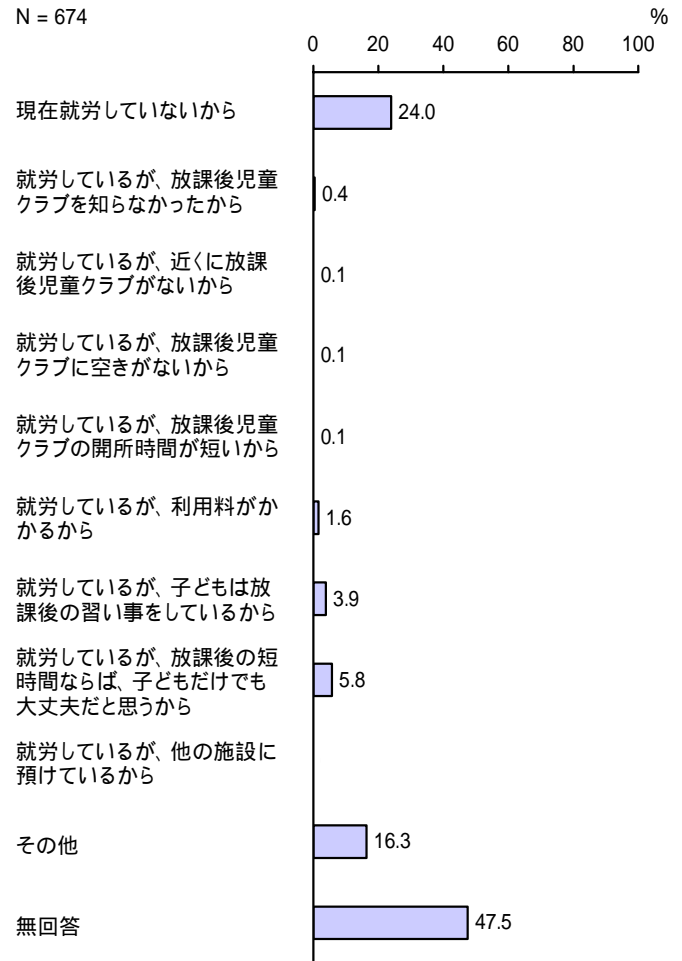 N = 674
%
0 20 40 60 80 100
現在就労していないから
24.0
就労しているが、放課後児童
クラブを知らなかったから
0.4
就労しているが、近くに放課
後児童クラブがないから
0.1
就労しているが、放課後児童
クラブに空きがないから
0.1
就労しているが、放課後児童
クラブの開所時間が短いから
0.1
就労しているが、利用料がか
かるから
1.6
就労しているが、子どもは放
課後の習い事をしているから
3.9
就労しているが、放課後の短
時間ならば、子どもだけでも
大丈夫だと思うから
5.8
就労しているが、他の施設に
預けているから
その他
16.3
無回答
47.5